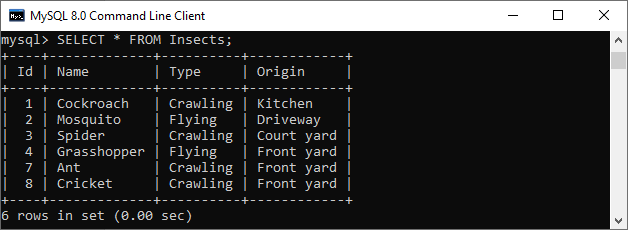 MySQL 8.0 Command Line Client
mysql> SELECT * FROM Insects;
+----+-------------+----------+------------+
| Id | Name        | Type     | Origin     |
+----+-------------+----------+------------+
|  1 | Cockroach   | Crawling | Kitchen    |
|  2 | Mosquito    | Flying   | Driveway   |
|  3 | Spider      | Crawling | Court yard |
|  4 | Grasshopper | Flying   | Front yard |
|  7 | Ant         | Crawling | Front yard |
|  8 | Cricket     | Crawling | Front yard |
+----+-------------+----------+------------+
6 rows in set (0.00 sec)